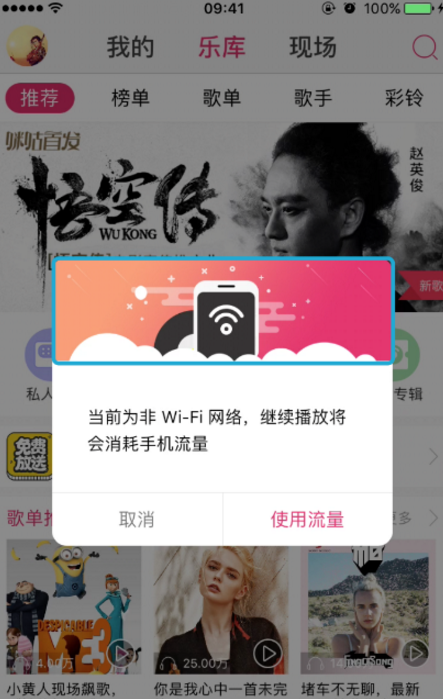 09:41
100%
我的
乐库
现场
推荐
榜单
歌单
歌手
彩铃
咪咕首发
悟空传
WU KONG
赵英俊
新歌
私人
专辑
当前为非 Wi-Fi 网络，继续播放将
会消耗手机流量
免费
放送
取消
使用流量
歌单推
更多
DESPICABLE
ME3
4.00万
25.00万
小黄人现场飙歌，
你是我心中一首未完
堵车不无聊，最新